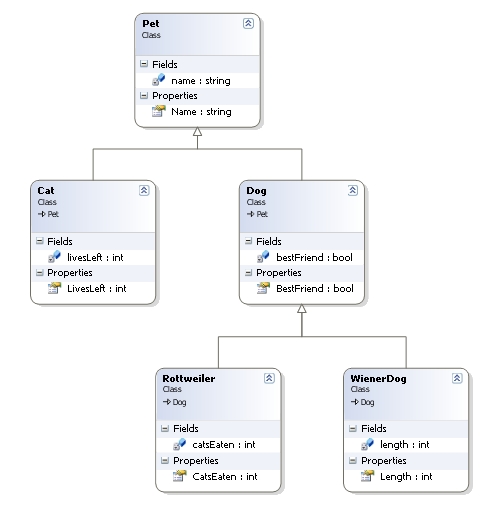 Pet
Class
Fields
name : string
Properties
Name : string
Cat
Class
Pet
Fields
livesLeft : int
Properties
LivesLeft : int
Dog
Class
Pet
Fields
bestFriend : bool
Properties
BestFriend : bool
Rottweiler
Class
Dog
Fields
catsEaten : int
Properties
CatsEaten : int
WienerDog
Class
Dog
Fields
length : int
Properties
Length : int